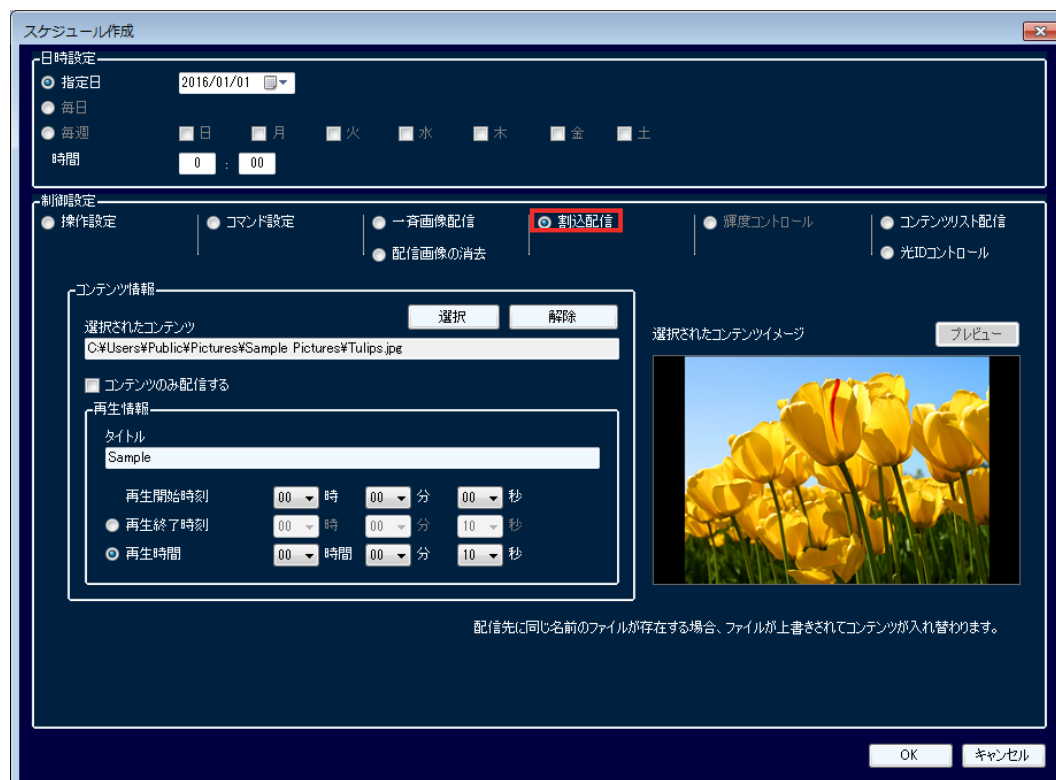 スケジュール作成
日時設定
指定日 2016/01/01
毎日
毎週 日 月 火 水 木 金 土
時間 0 : 00
制御設定
操作設定 コマンド設定 一斉画像配信 割込配信 輝度コントロール コンテンツリスト配信
配信画像の消去 光IDコントロール
コンテンツ情報
選択 解除
選択されたコンテンツ
C:¥Users¥Public¥Pictures¥Sample Pictures¥Tulips.jpg
選択されたコンテンツイメージ プレビュー
コンテンツのみ配信する
再生情報
タイトル
Sample
再生開始時刻 00 時 00 分 00 秒
再生終了時刻 00 時 00 分 10 秒
再生時間 00 時間 00 分 10 秒
配信先に同じ名前のファイルが存在する場合、ファイルが上書きされてコンテンツが入れ替わります。
OK キャンセル